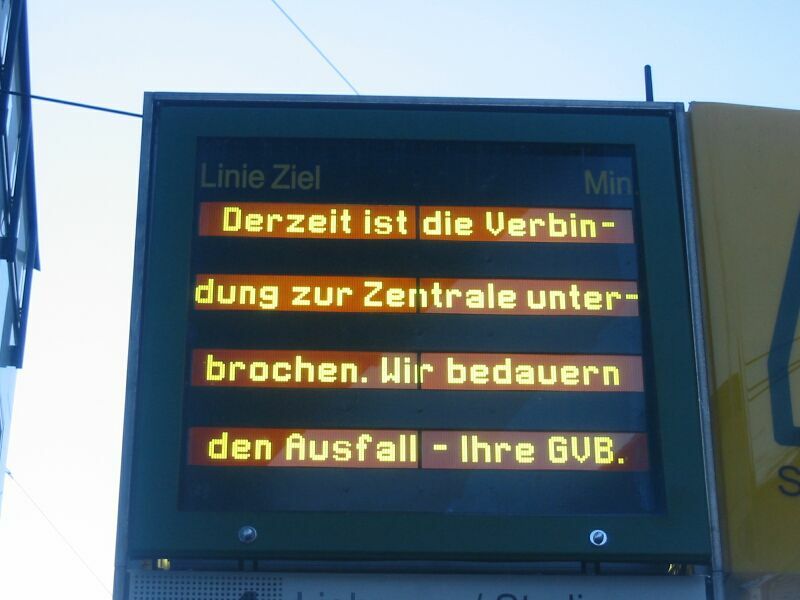 Linie Ziel Min.
Derzeit ist die Verbin-
dung zur Zentrale unter-
brochen. Wir bedauern
den Ausfall - Ihre GVB.